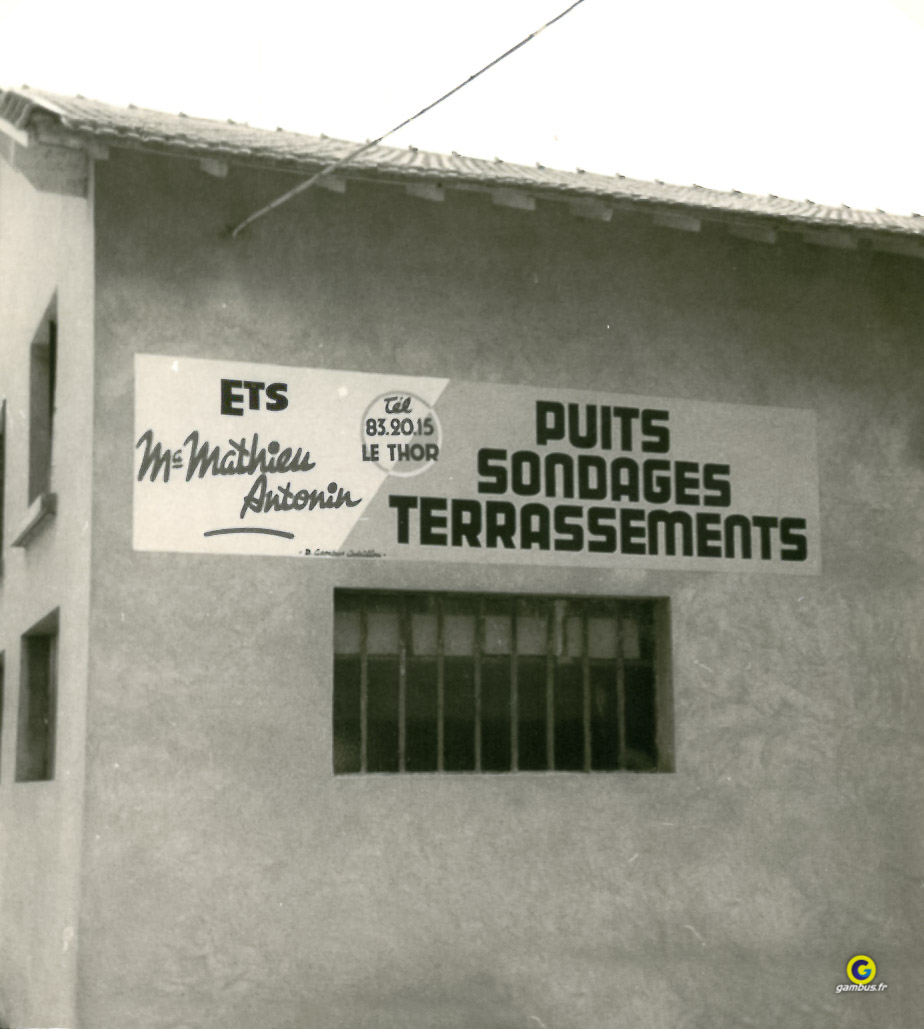 ETS
Mc Mathieu
Antonin
Tél
83.20.15
LE THOR
PUITS
SONDAGES
TERRASSEMENTS
G
gambus.fr